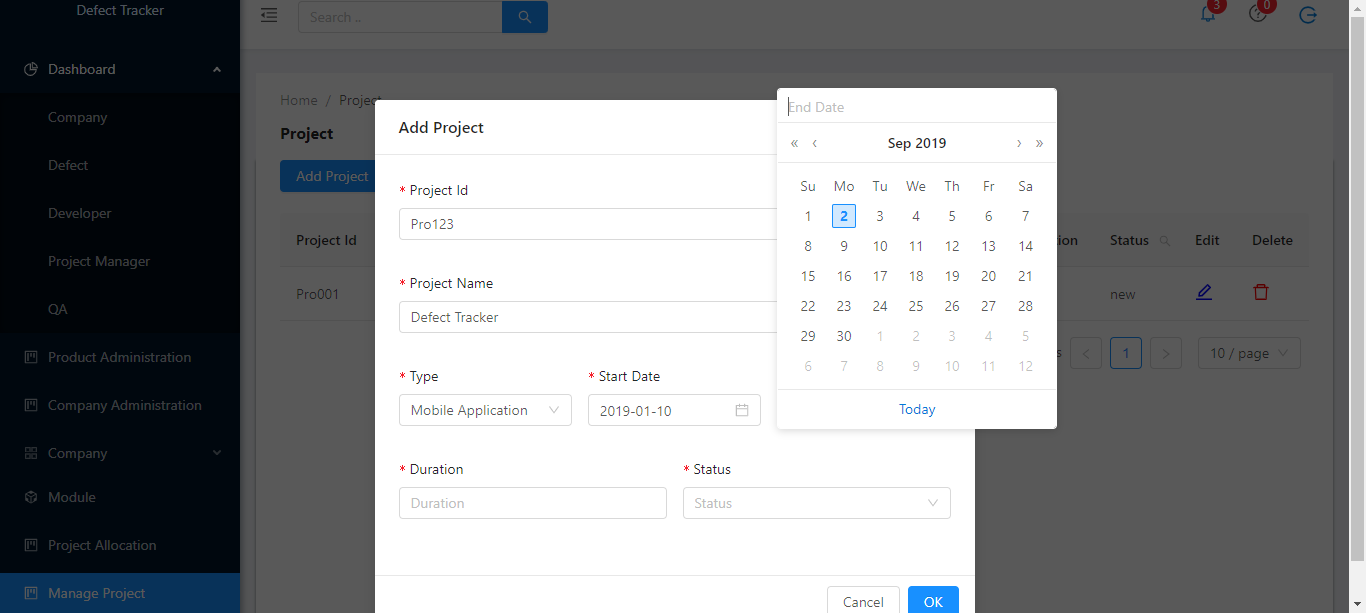 Defect Tracker
Dashboard
Company
Defect
Developer
Project Manager
QA
Product Administration
Company Administration
Company
Module
Project Allocation
Manage Project
Search ..
3
0
Home / Project
Project
Add Project
Project Id
Status
Edit
Delete
Pro001
new
1
10 / page
Add Project
* Project Id
Pro123
* Project Name
Defect Tracker
* Type
* Start Date
Mobile Application
2019-01-10
* Duration
* Status
Duration
Status
Cancel
OK
End Date
« ‹ Sep 2019 › »
Su Mo Tu We Th Fr Sa
1 2 3 4 5 6 7
8 9 10 11 12 13 14
15 16 17 18 19 20 21
22 23 24 25 26 27 28
29 30 1 2 3 4 5
6 7 8 9 10 11 12
Today